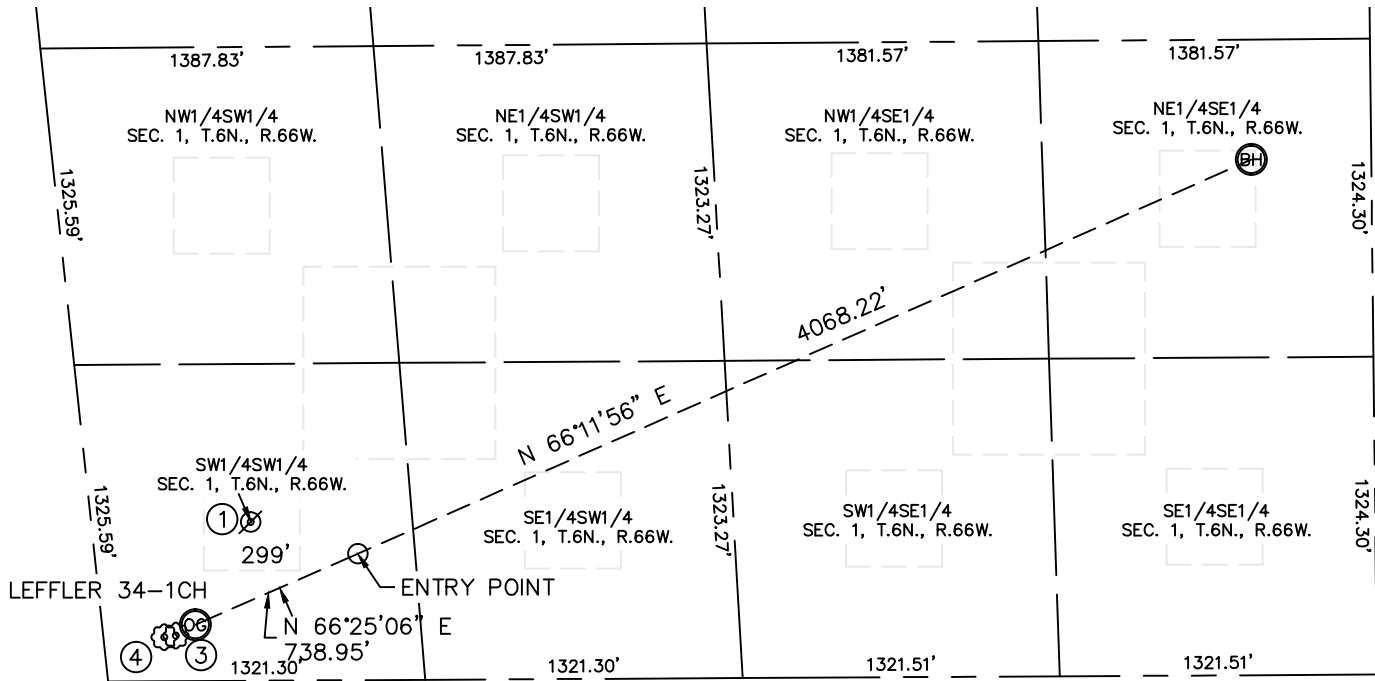 1387.83' 1387.83' 1381.57' 1381.57'
NW1/4SW1/4
SEC. 1, T.6N., R.66W.
NE1/4SW1/4
SEC. 1, T.6N., R.66W.
NW1/4SE1/4
SEC. 1, T.6N., R.66W.
NE1/4SE1/4
SEC. 1, T.6N., R.66W.
BH
1325.59'
1323.27'
1324.30'
4068.22'
N 66°11'56" E
SW1/4SW1/4
SEC. 1, T.6N., R.66W.
1
299'
1325.59'
SE1/4SW1/4
SEC. 1, T.6N., R.66W.
1323.27'
SW1/4SE1/4
SEC. 1, T.6N., R.66W.
SE1/4SE1/4
SEC. 1, T.6N., R.66W.
1324.30'
LEFFLER 34-1CH
ENTRY POINT
OG
N 66°25'06" E
738.95'
4
3
1321.30' 1321.30' 1321.51' 1321.51'